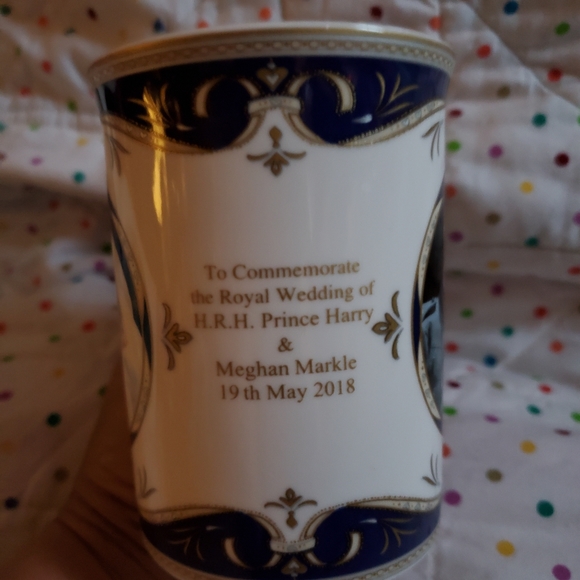 To Commemorate
the Royal Wedding of
H.R.H. Prince Harry
&
Meghan Markle
19th May 2018